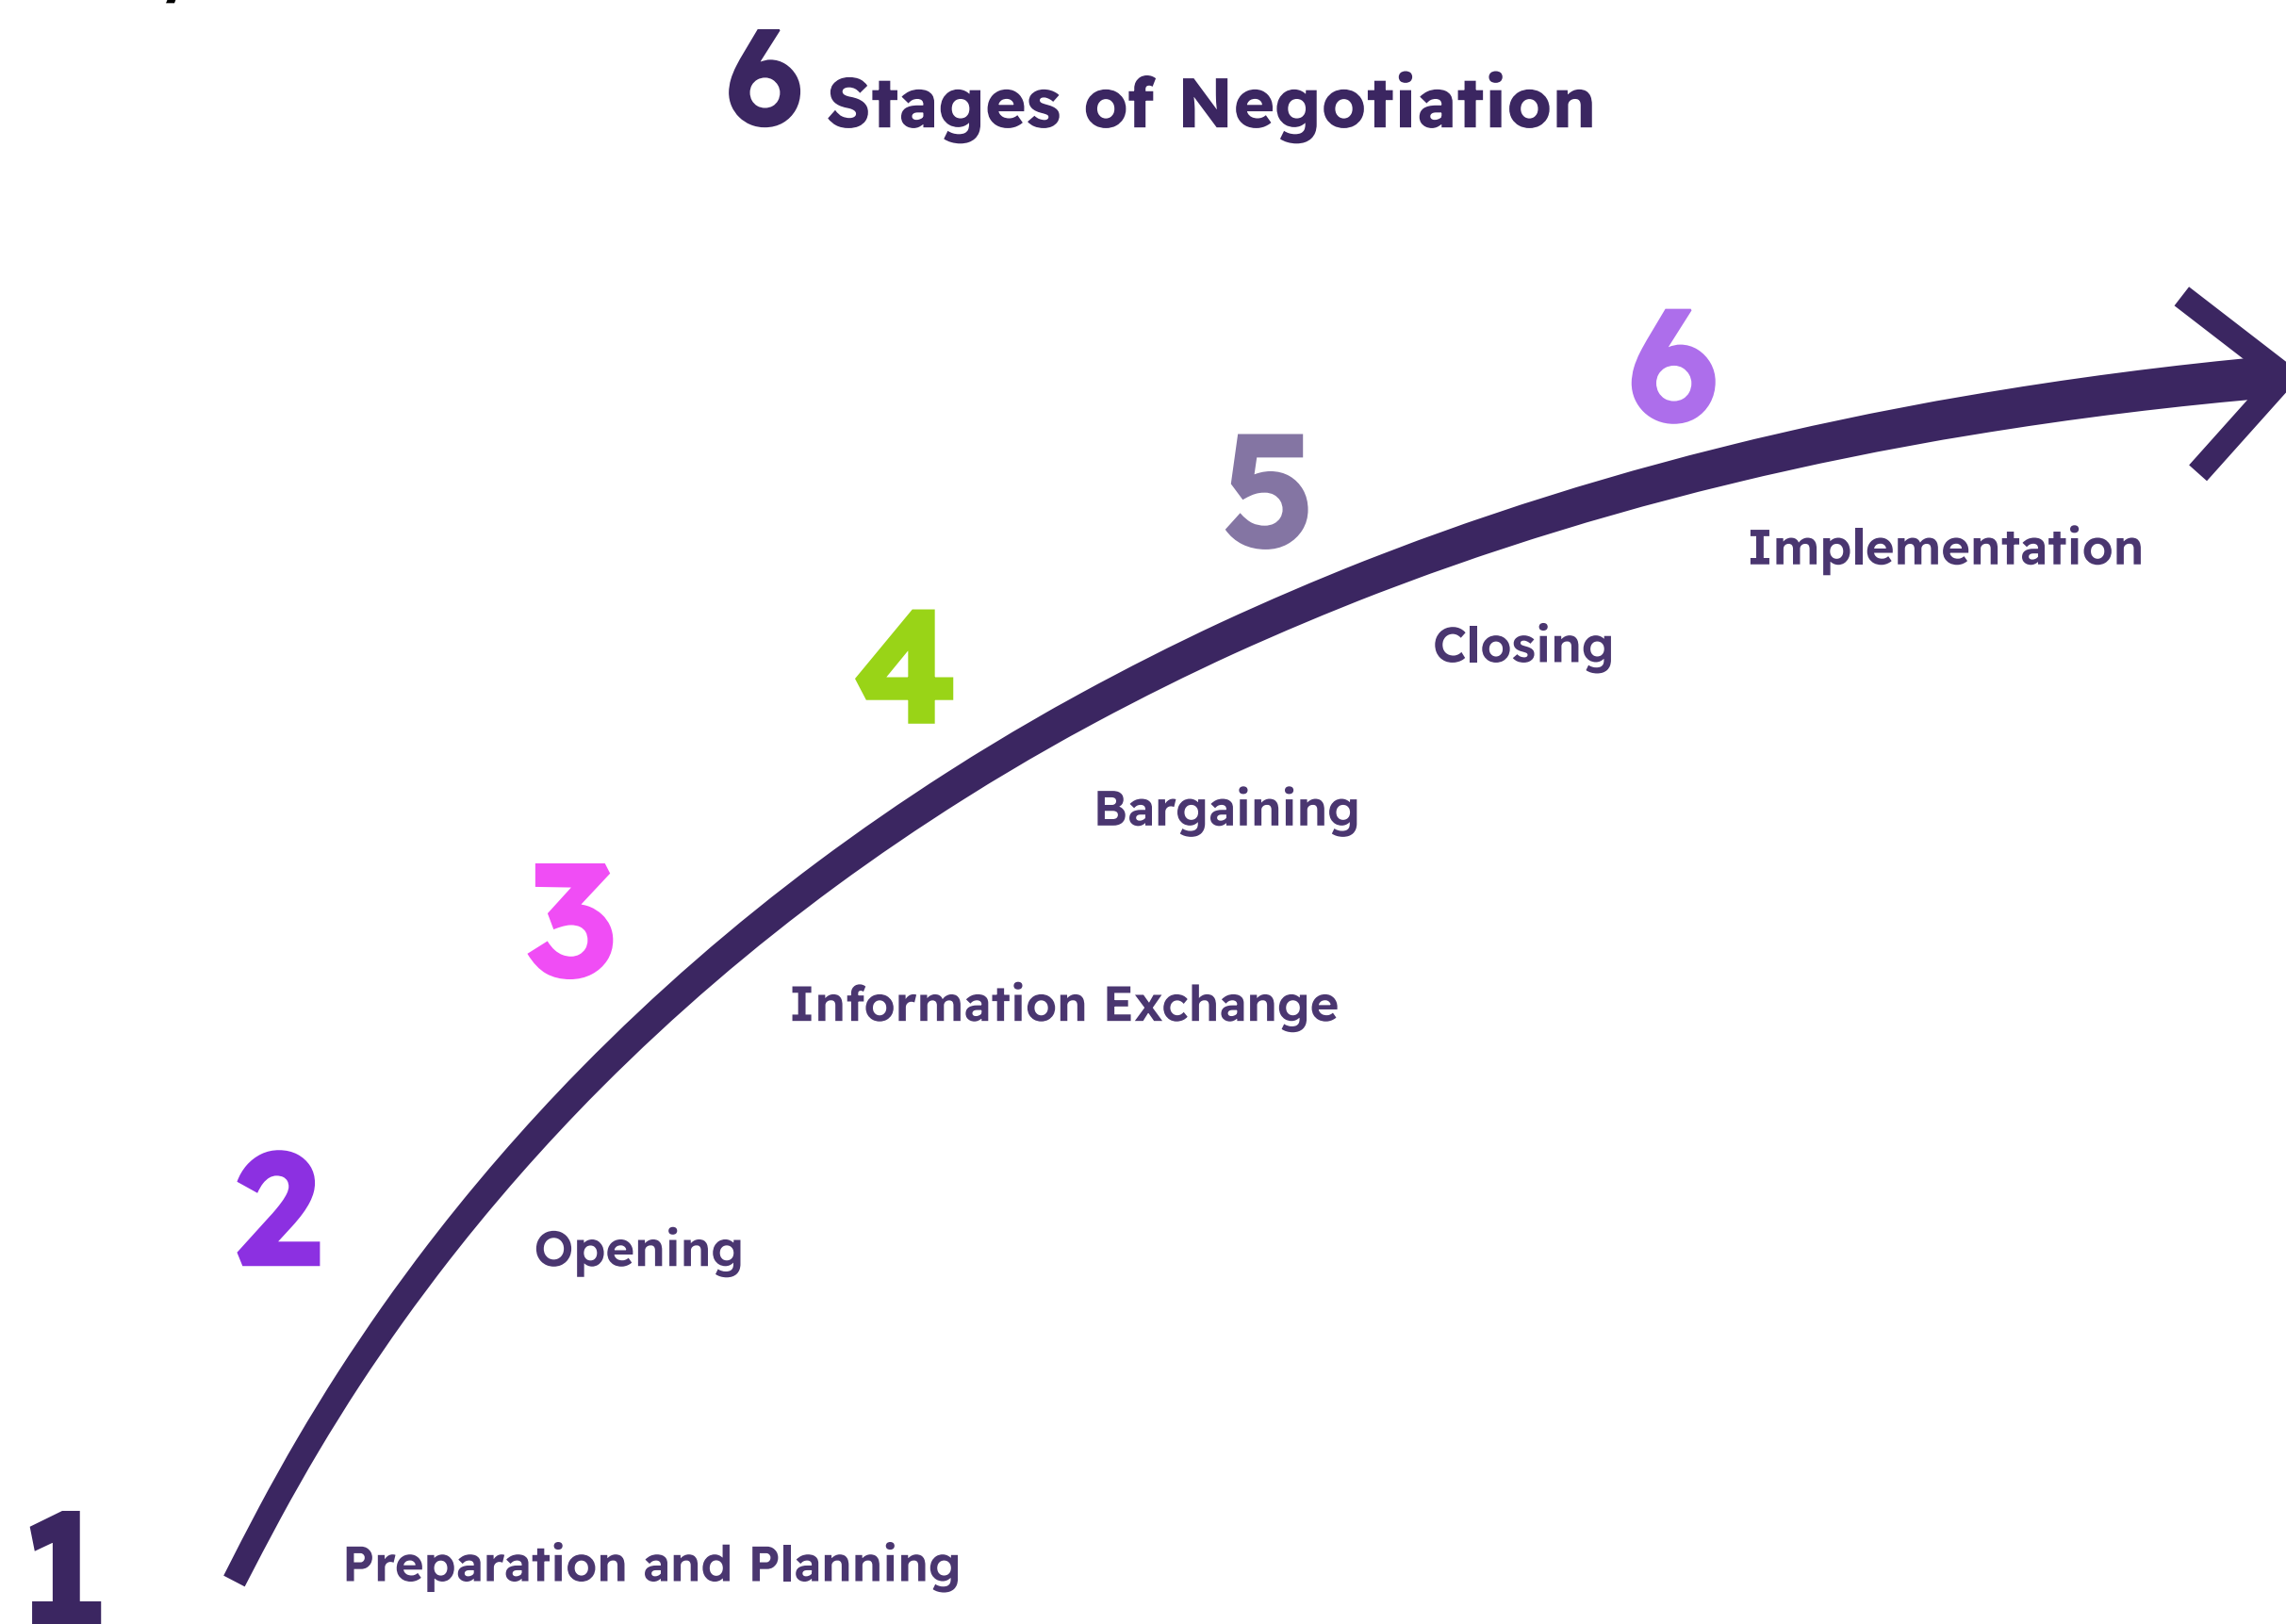 6 Stages of Negotiation
6
Implementation
5
Closing
4
Bargaining
3
Information Exchange
2
Opening
1
Preparation and Planning